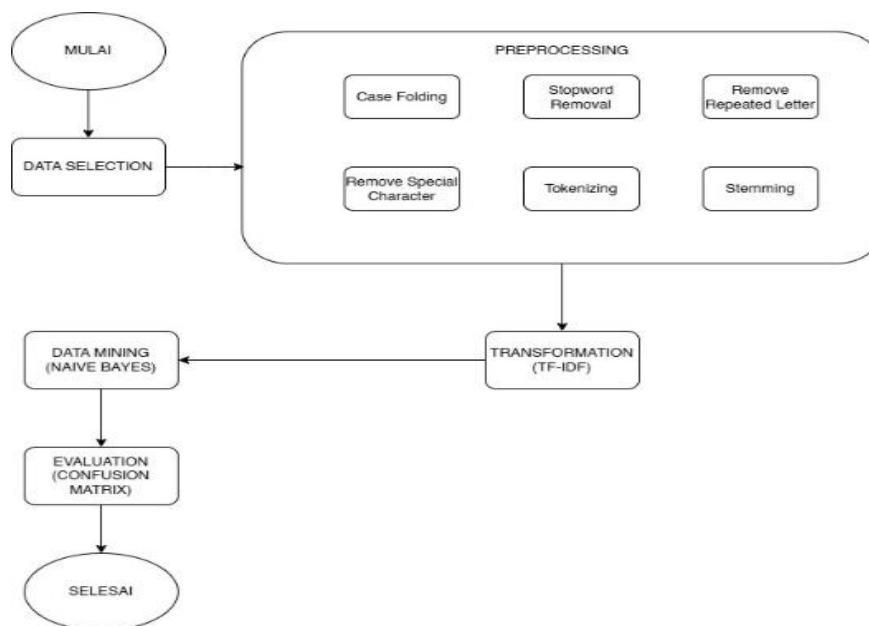 MULAI
DATA SELECTION
PREPROCESSING
Case Folding
Stopword
Removal
Remove
Repeated Letter
Remove Special
Character
Tokenizing
Stemming
TRANSFORMATION
(TF-IDF)
DATA MINING
(NAIVE BAYES)
EVALUATION
(CONFUSION
MATRIX)
SELESAI